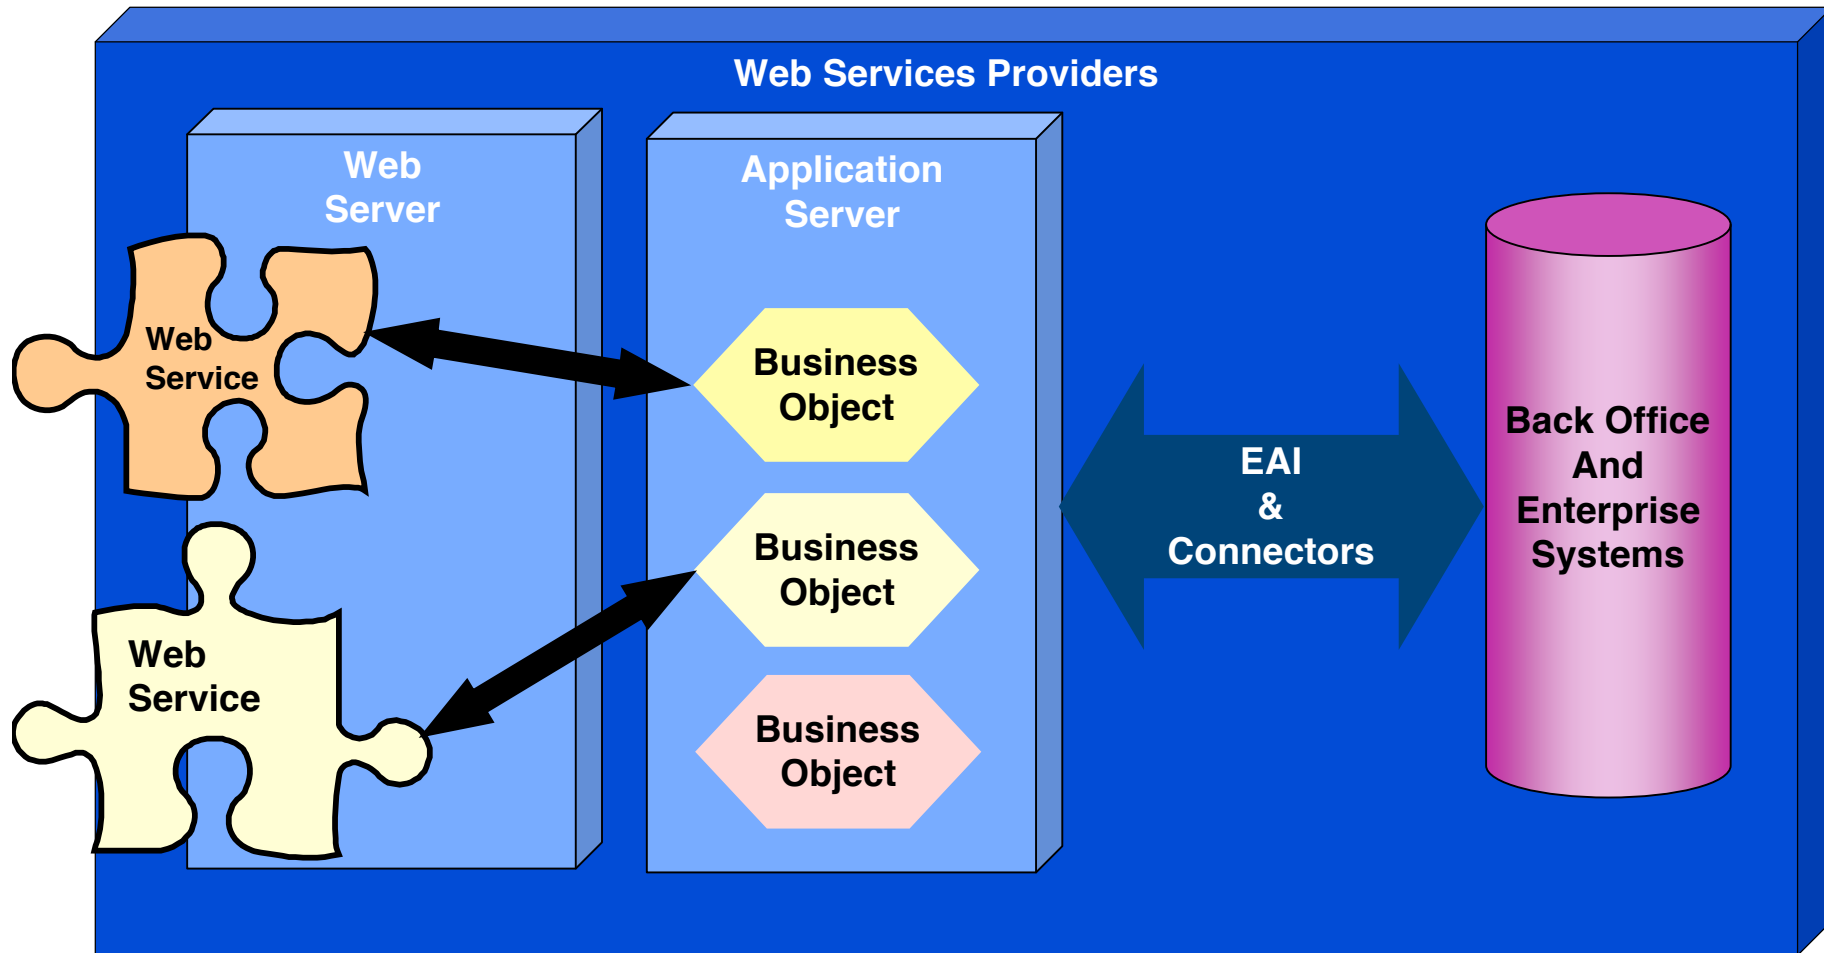 Web Services Providers
Web
Server
Application
Server
Web
Service
Web
Service
Business
Object
Business
Object
Business
Object
EAI
&
Connectors
Back Office
And
Enterprise
Systems